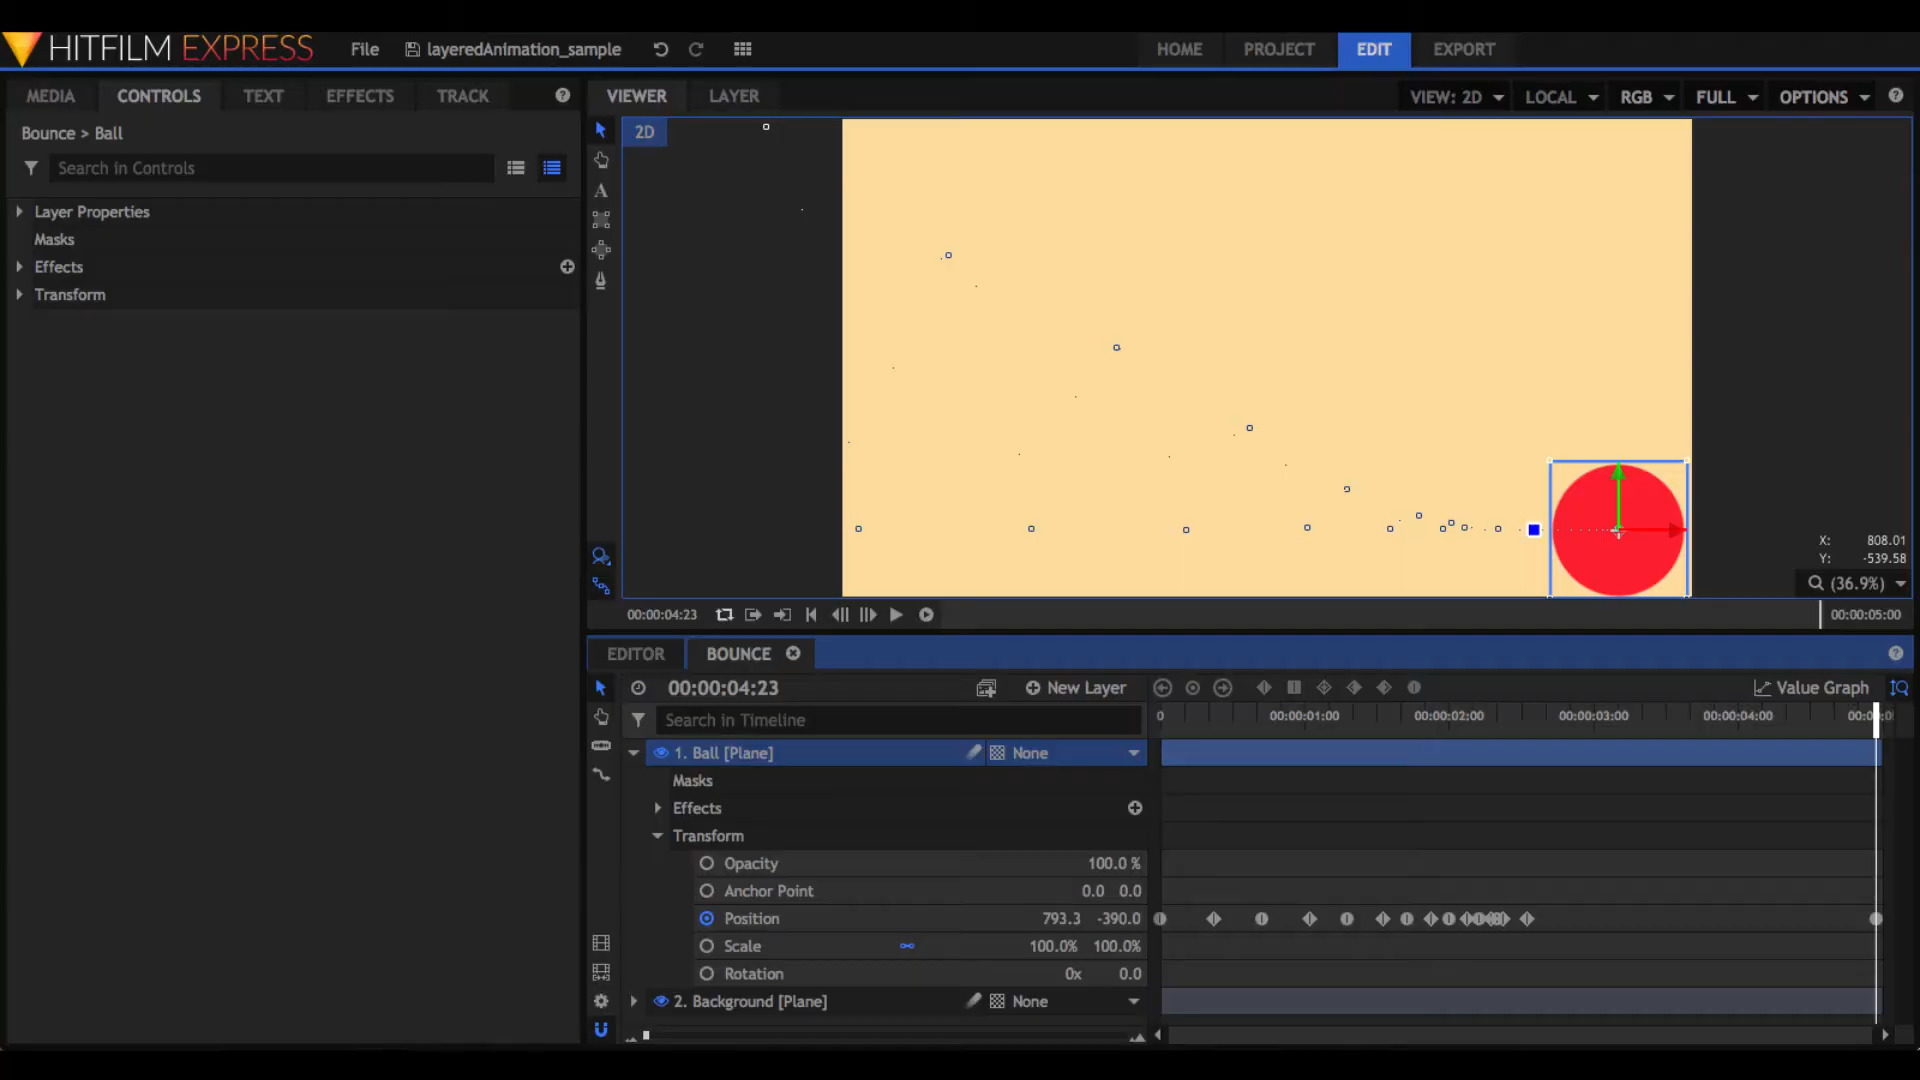 HITFILM EXPRESS File layeredAnimation_sample HOME PROJECT EDIT EXPORT
MEDIA CONTROLS TEXT EFFECTS TRACK VIEWER LAYER VIEW: 2D LOCAL RGB FULL OPTIONS
Bounce > Ball
2D
Search in Controls
Layer Properties
Masks
Effects
Transform
X: 808.01
Y: -539.58
(36.9%)
00:00:04:23 00:00:05:00
EDITOR BOUNCE
00:00:04:23 New Layer Value Graph
Search in Timeline 0 00:00:01:00 00:00:02:00 00:00:03:00 00:00:04:00
1. Ball [Plane] None
Masks
Effects
Transform
Opacity 100.0 %
Anchor Point 0.0 0.0
Position 793.3 -390.0
Scale 100.0% 100.0%
Rotation 0x 0.0
2. Background [Plane] None